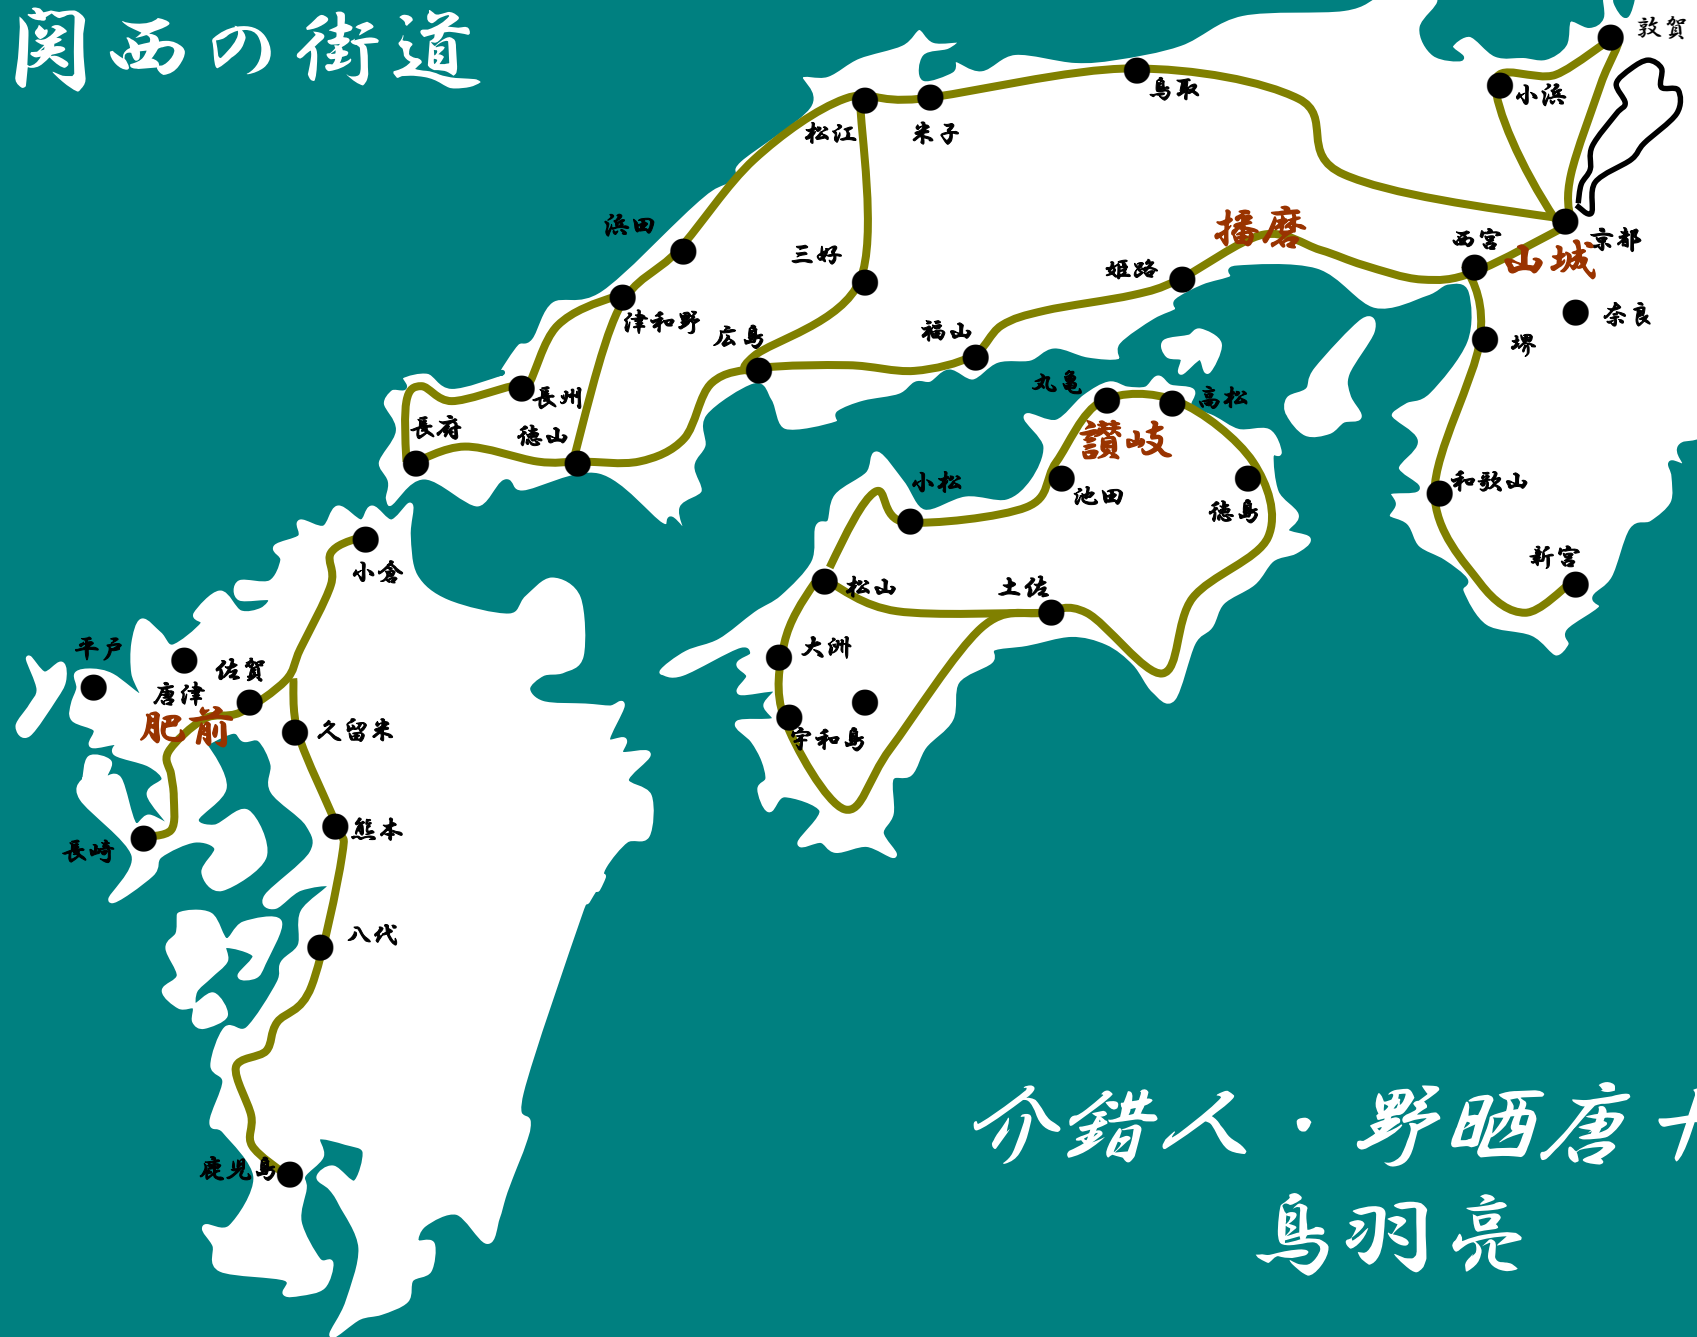 関西の街道
敦賀
小浜
鳥取
松江
米子
浜田
三好
播磨
西宮
京都
山城
姫路
津和野
広島
福山
奈良
堺
丸亀
高松
長州
長府
徳山
讃岐
小松
池田
徳島
和歌山
新宮
小倉
松山
土佐
平戸
大洲
唐津
佐賀
肥前
久留米
宇和島
熊本
長崎
八代
鹿児島
介錯人・野晒唐十
鳥羽亮